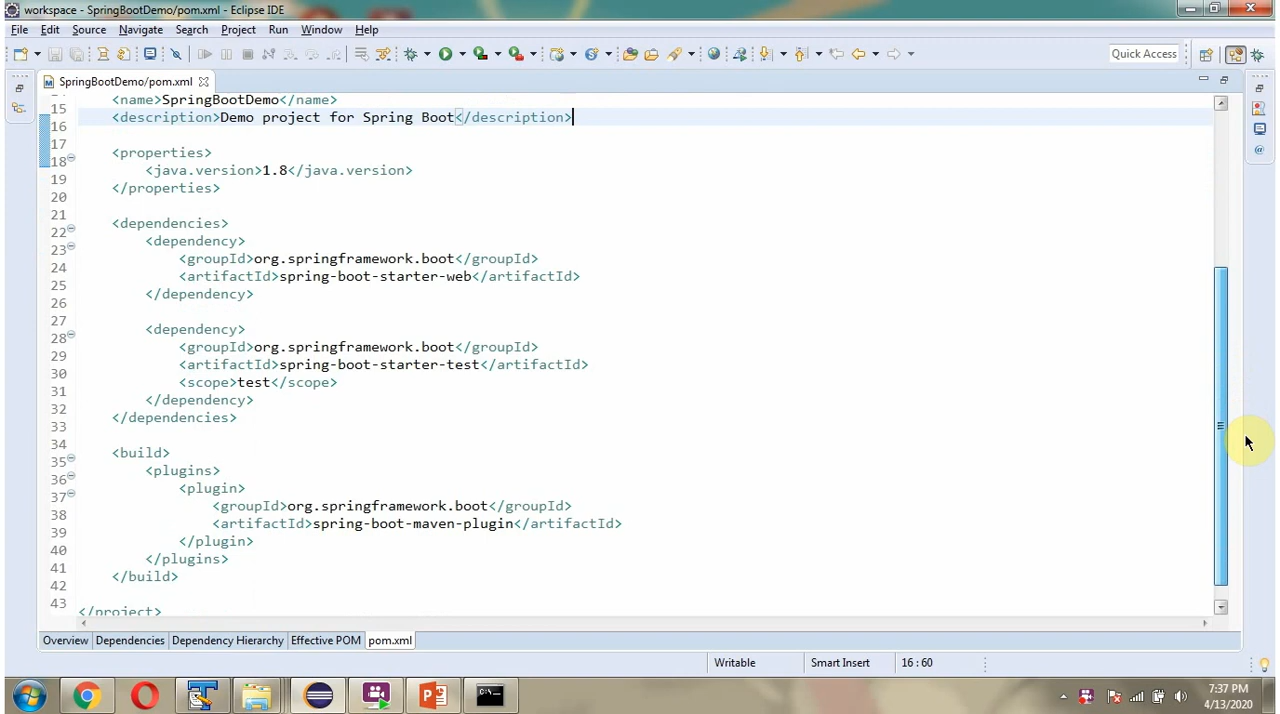 workspace - SpringBootDemo/pom.xml - Eclipse IDE
File Edit Source Navigate Search Project Run Window Help
Quick Access
SpringBootDemo/pom.xml
<name>SpringBootDemo</name>
15 <description>Demo project for Spring Boot</description>
16
17 <properties>
18 <java.version>1.8</java.version>
19 </properties>
20
21 <dependencies>
22 <dependency>
23 <groupId>org.springframework.boot</groupId>
24 <artifactId>spring-boot-starter-web</artifactId>
25 </dependency>
26
27 <dependency>
28 <groupId>org.springframework.boot</groupId>
29 <artifactId>spring-boot-starter-test</artifactId>
30 <scope>test</scope>
31 </dependency>
32 </dependencies>
33
34 <build>
35 <plugins>
36 <plugin>
37 <groupId>org.springframework.boot</groupId>
38 <artifactId>spring-boot-maven-plugin</artifactId>
39 </plugin>
40 </plugins>
41 </build>
42
43 </project>
Overview Dependencies Dependency Hierarchy Effective POM pom.xml
Writable Smart Insert 16 : 60
7:37 PM
4/13/2020